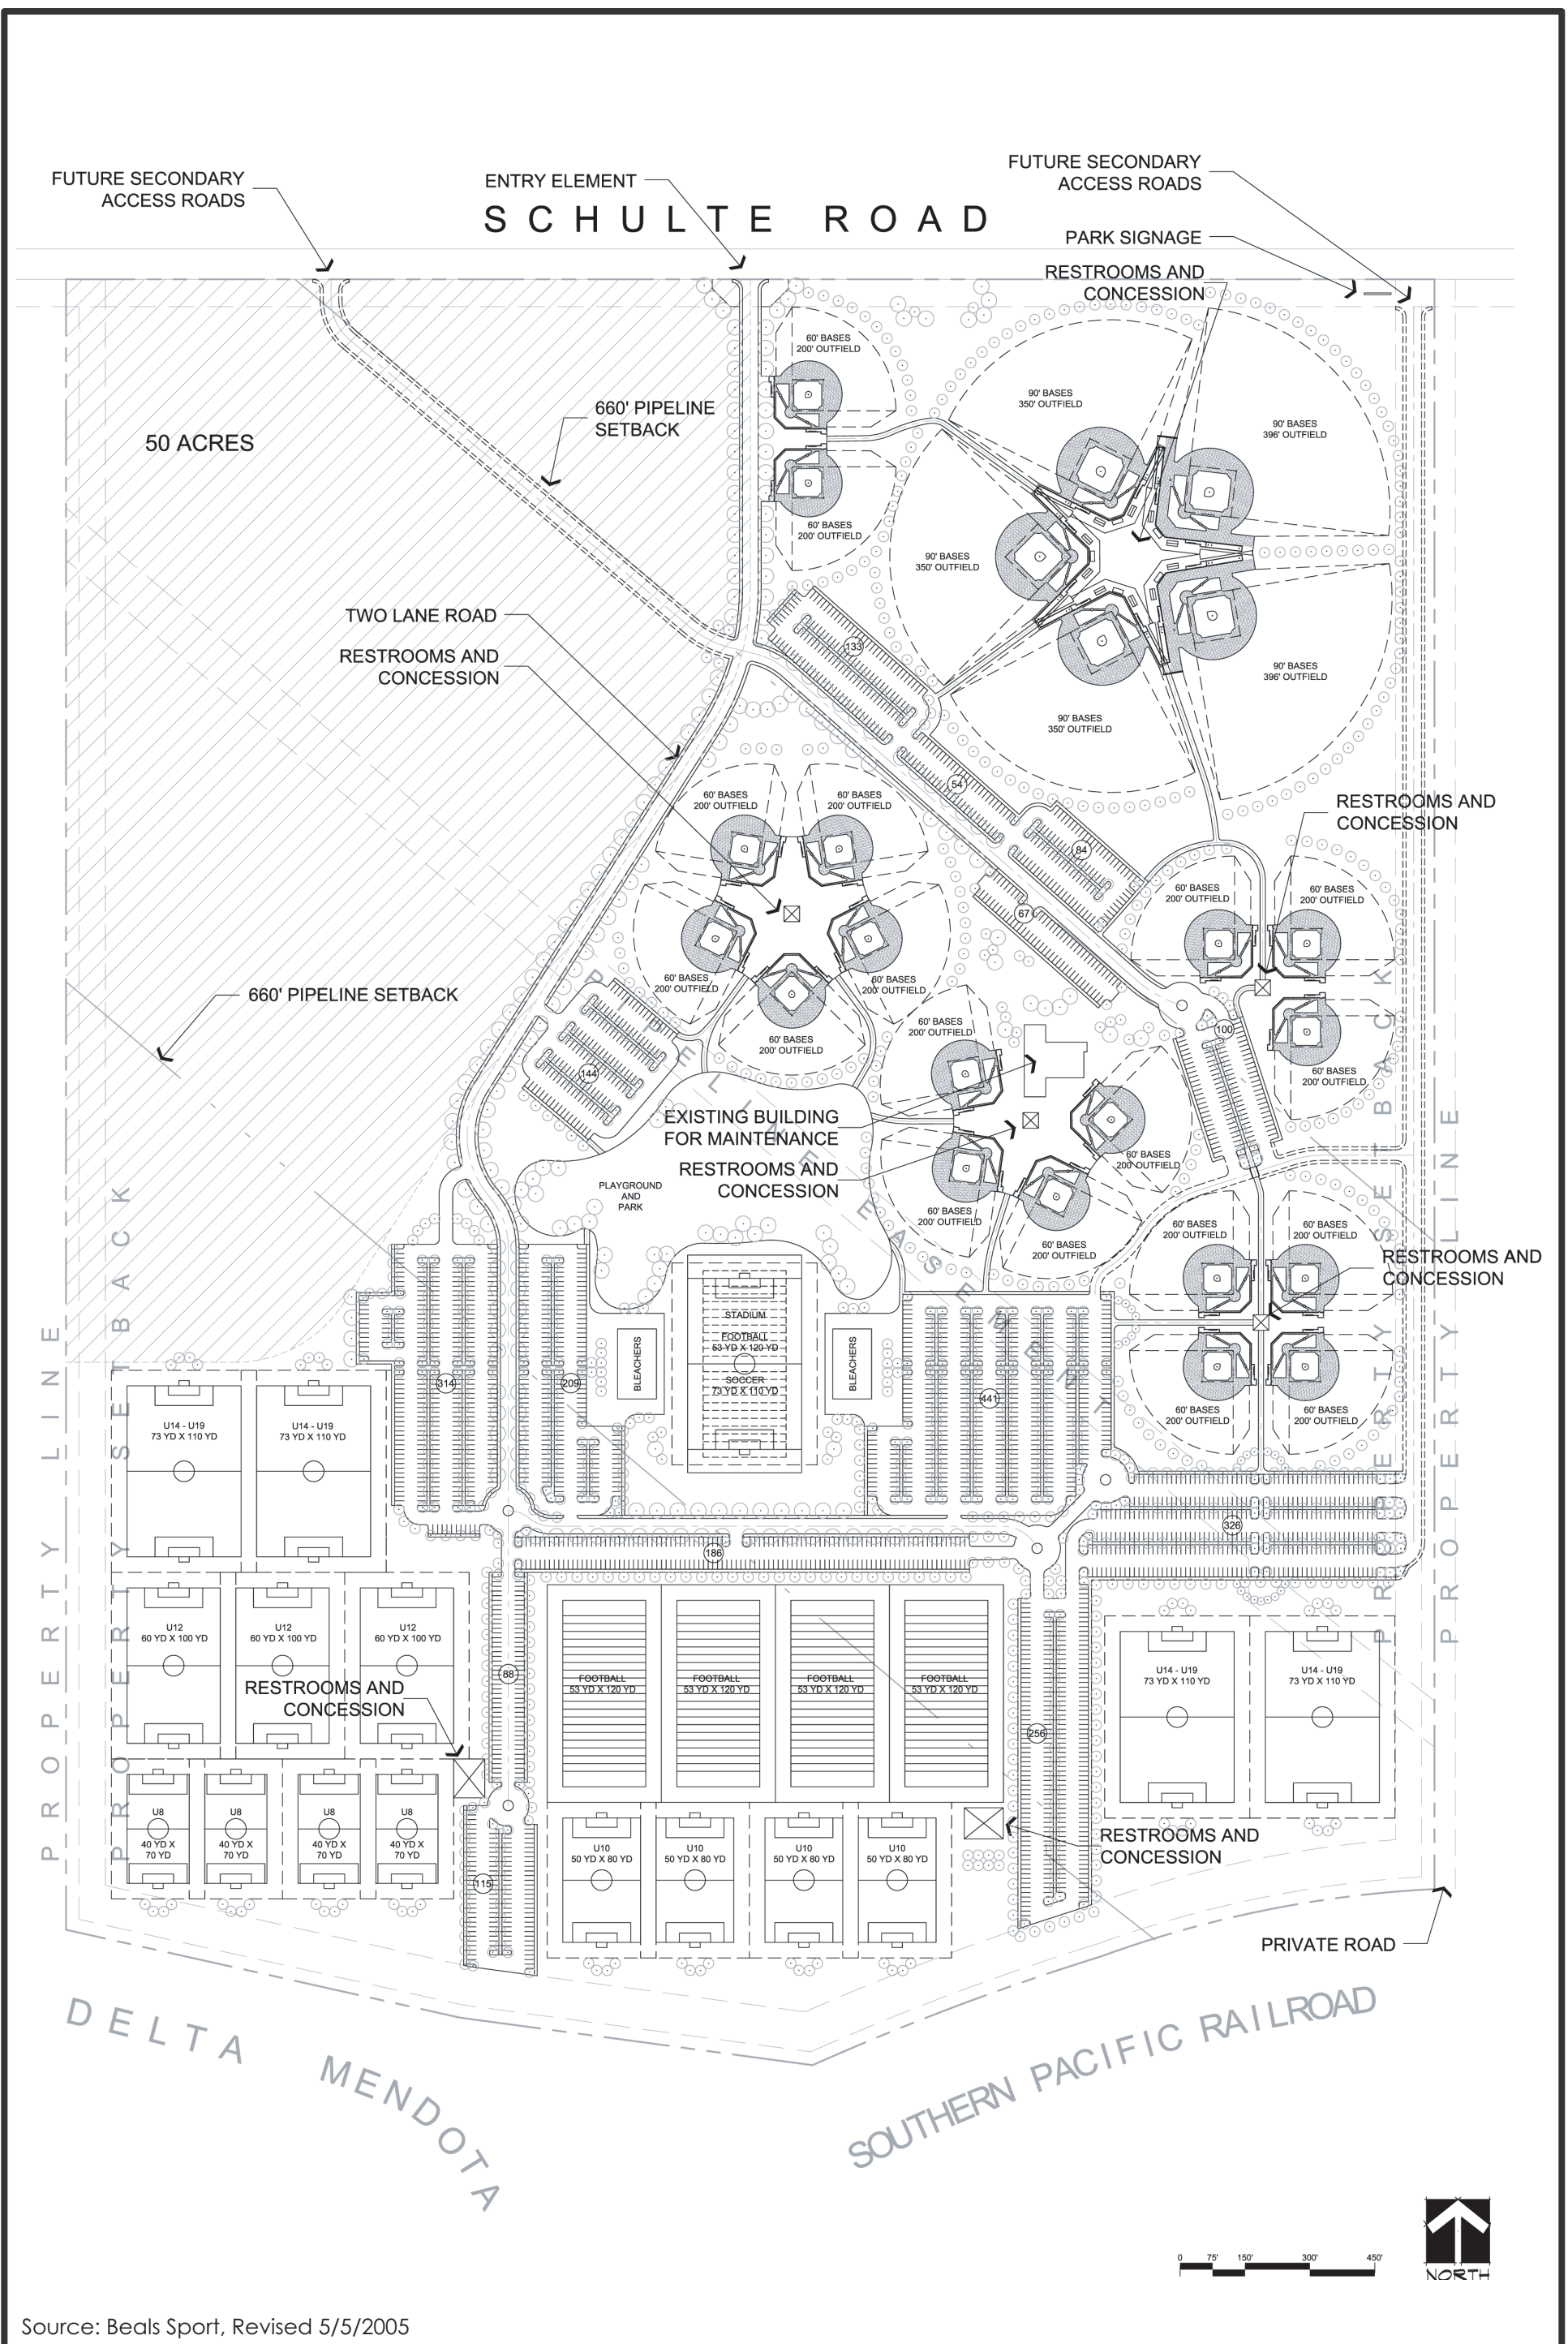 FUTURE SECONDARY
ACCESS ROADS
ENTRY ELEMENT
FUTURE SECONDARY
ACCESS ROADS
SCHULTE ROAD
PARK SIGNAGE
RESTROOMS AND
CONCESSION
60' BASES
200' OUTFIELD
90' BASES
350' OUTFIELD
90' BASES
396' OUTFIELD
660' PIPELINE
SETBACK
50 ACRES
60' BASES
200' OUTFIELD
90' BASES
350' OUTFIELD
TWO LANE ROAD
RESTROOMS AND
CONCESSION
133
90' BASES
396' OUTFIELD
90' BASES
350' OUTFIELD
54
60' BASES
200' OUTFIELD
60' BASES
200' OUTFIELD
RESTROOMS AND
CONCESSION
84
67
60' BASES
200' OUTFIELD
60' BASES
200' OUTFIELD
60' BASES
200' OUTFIELD
60' BASES
200' OUTFIELD
660' PIPELINE SETBACK
60' BASES
200' OUTFIELD
60' BASES
200' OUTFIELD
100
144
60' BASES
200' OUTFIELD
PIPELINE EASEMENT
EXISTING BUILDING
FOR MAINTENANCE
RESTROOMS AND
CONCESSION
60' BASES
200' OUTFIELD
PLAYGROUND
AND
PARK
60' BASES
200' OUTFIELD
60' BASES
200' OUTFIELD
60' BASES
200' OUTFIELD
60' BASES
200' OUTFIELD
RESTROOMS AND
CONCESSION
STADIUM
FOOTBALL
53 YD X 120 YD
SOCCER
73 YD X 110 YD
BLEACHERS
BLEACHERS
314
209
441
60' BASES
200' OUTFIELD
60' BASES
200' OUTFIELD
PROPERTY LINE
PROPERTY SETBACK
PROPERTY SETBACK
PROPERTY LINE
U14 - U19
73 YD X 110 YD
U14 - U19
73 YD X 110 YD
326
186
U12
60 YD X 100 YD
U12
60 YD X 100 YD
U12
60 YD X 100 YD
88
RESTROOMS AND
CONCESSION
FOOTBALL
53 YD X 120 YD
FOOTBALL
53 YD X 120 YD
FOOTBALL
53 YD X 120 YD
FOOTBALL
53 YD X 120 YD
256
U14 - U19
73 YD X 110 YD
U14 - U19
73 YD X 110 YD
U8
40 YD X
70 YD
U8
40 YD X
70 YD
U8
40 YD X
70 YD
U8
40 YD X
70 YD
115
U10
50 YD X 80 YD
U10
50 YD X 80 YD
U10
50 YD X 80 YD
U10
50 YD X 80 YD
RESTROOMS AND
CONCESSION
PRIVATE ROAD
DELTA MENDOTA
SOUTHERN PACIFIC RAILROAD
0 75' 150' 300' 450'
NORTH
Source: Beals Sport, Revised 5/5/2005